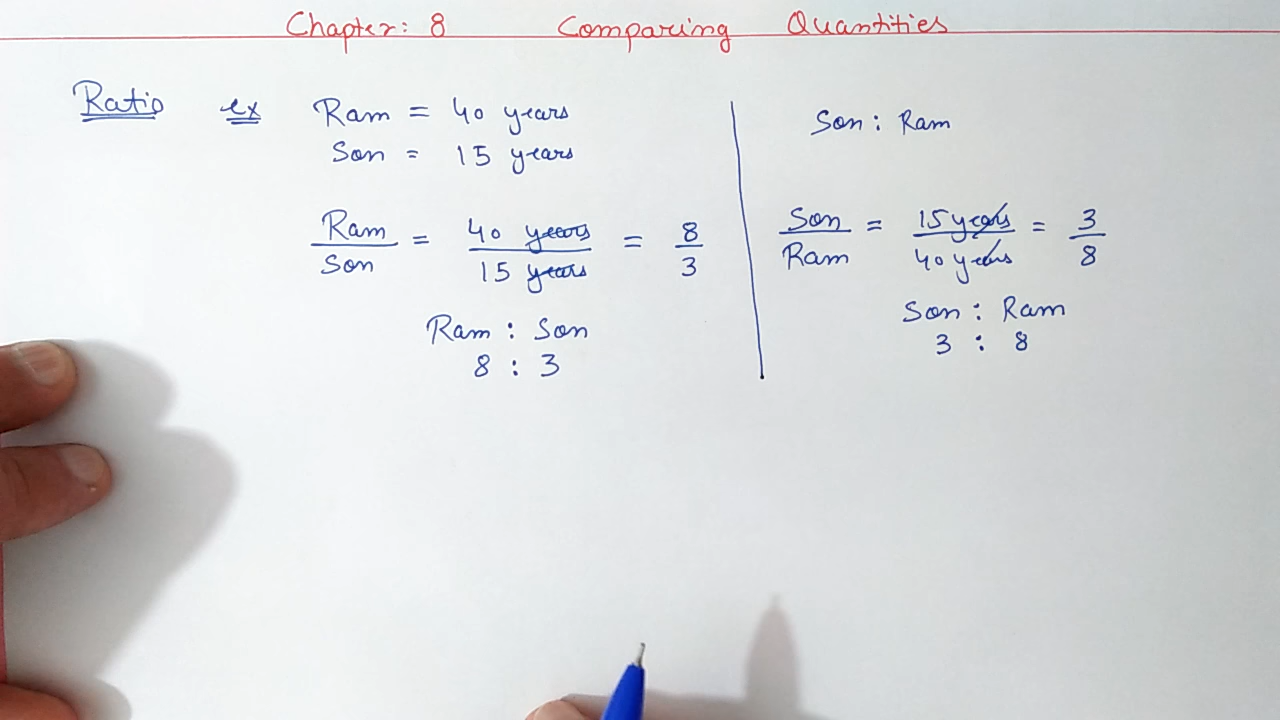 Chapter: 8 Comparing Quantities
Ratio ex Ram = 40 years
Son = 15 years
Ram/Son = 40 years/15 years = 8/3
Ram : Son
8 : 3
Son : Ram
Son/Ram = 15 years/40 years = 3/8
Son : Ram
3 : 8